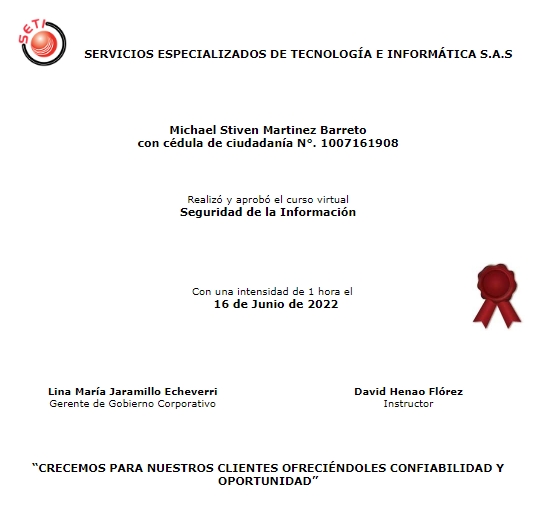 SETI
SERVICIOS ESPECIALIZADOS DE TECNOLOGÍA E INFORMÁTICA S.A.S
Michael Stiven Martinez Barreto
con cédula de ciudadanía N°. 1007161908
Realizó y aprobó el curso virtual
Seguridad de la Información
Con una intensidad de 1 hora el
16 de Junio de 2022
Lina María Jaramillo Echeverri
Gerente de Gobierno Corporativo
David Henao Flórez
Instructor
“CRECEMOS PARA NUESTROS CLIENTES OFRECIÉNDOLES CONFIABILIDAD Y
OPORTUNIDAD”